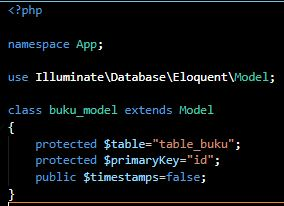 <?php
namespace App;
use Illuminate\Database\Eloquent\Model;
class buku_model extends Model
{
protected $table="table_buku";
protected $primaryKey="id";
public $timestamps=false;
}